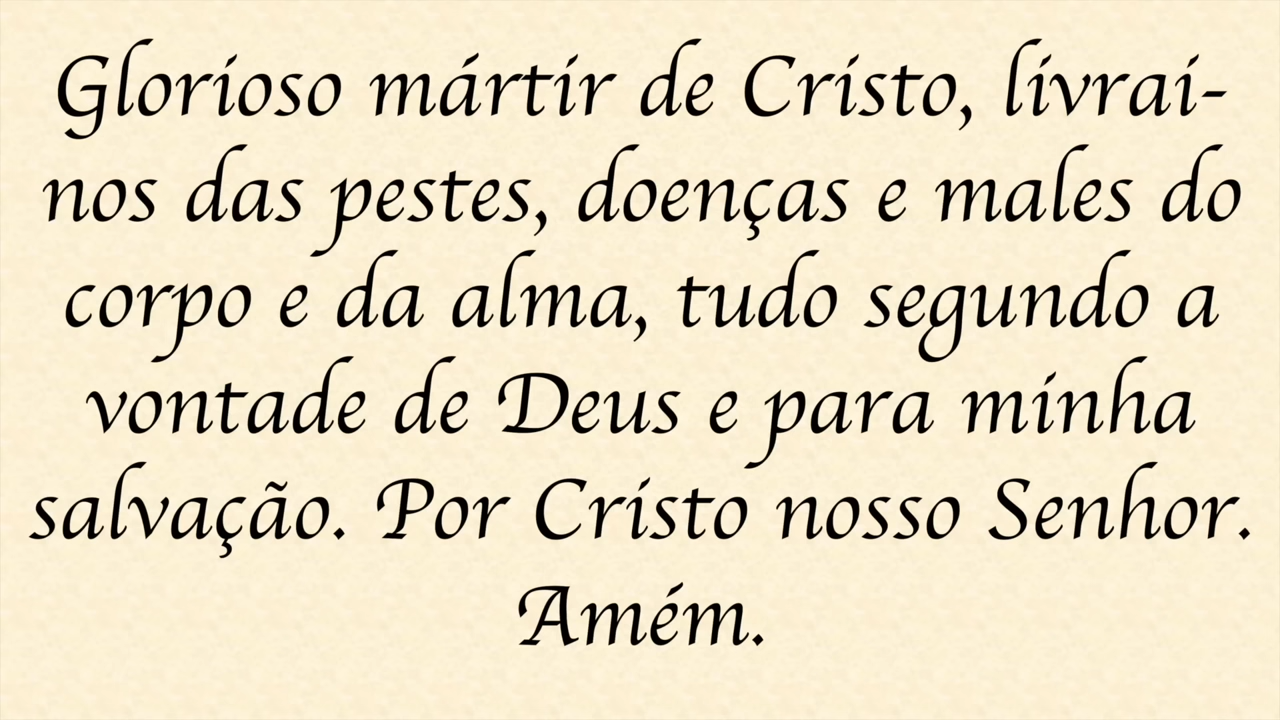 Glorioso mártir de Cristo, livrai-
nos das pestes, doenças e males do
corpo e da alma, tudo segundo a
vontade de Deus e para minha
salvação. Por Cristo nosso Senhor.
Amém.